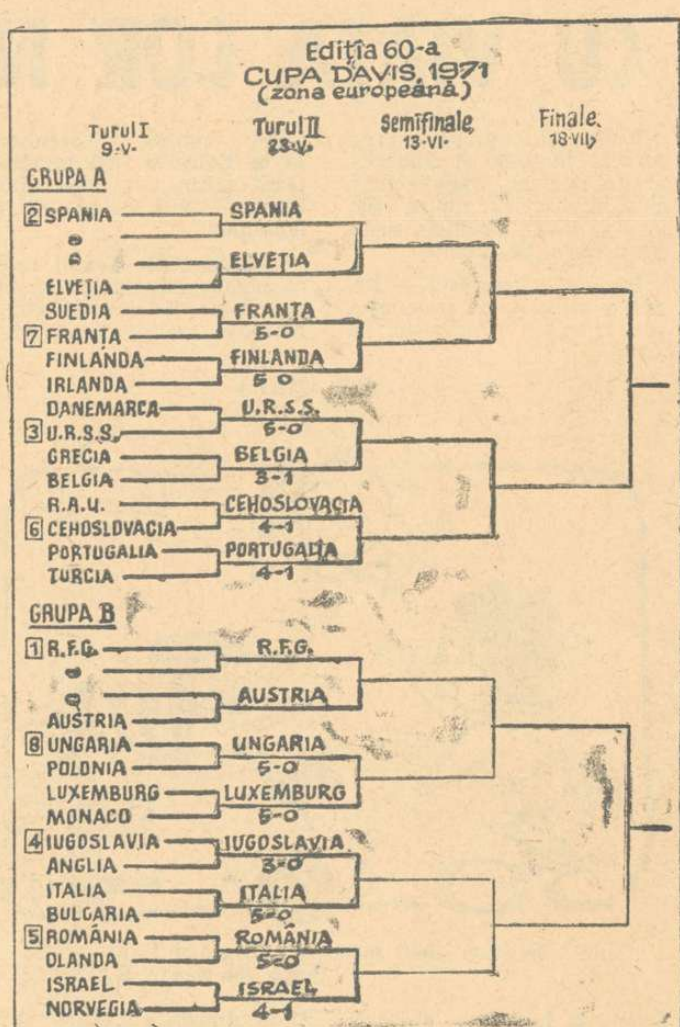 Ediția 60-a
CUPA DAVIS, 1971
(zona europeană)
Turul I Turul II Semifinale Finale
9-V- 23-V- 13-VI- 18-VII
GRUPA A
2 SPANIA SPANIA
ELVEȚIA
ELVEȚIA
SUEDIA FRANȚA
7 FRANȚA 5-0
FINLANDA FINLANDA
IRLANDA 5 0
DANEMARCA U.R.S.S.
3 U.R.S.S. 5-0
GRECIA BELGIA
BELGIA 3-1
R.A.U. CEHOSLOVACIA
6 CEHOSLOVACIA 4-1
PORTUGALIA PORTUGALIA
TURCIA 4-1
GRUPA B
1 R.F.G. R.F.G.
AUSTRIA
AUSTRIA
8 UNGARIA UNGARIA
POLONIA 5-0
LUXEMBURG LUXEMBURG
MONACO 5-0
4 IUGOSLAVIA IUGOSLAVIA
ANGLIA 3-0
ITALIA ITALIA
BULGARIA 5-0
5 ROMÂNIA ROMÂNIA
OLANDA 5-0
ISRAEL ISRAEL
NORVEGIA 4-1